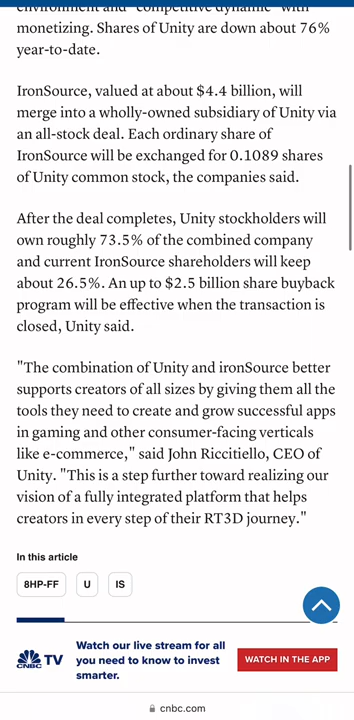 environment and "competitive dynamic" with
monetizing. Shares of Unity are down about 76%
year-to-date.
IronSource, valued at about $4.4 billion, will
merge into a wholly-owned subsidiary of Unity via
an all-stock deal. Each ordinary share of
IronSource will be exchanged for 0.1089 shares
of Unity common stock, the companies said.
After the deal completes, Unity stockholders will
own roughly 73.5% of the combined company
and current IronSource shareholders will keep
about 26.5%. An up to $2.5 billion share buyback
program will be effective when the transaction is
closed, Unity said.
"The combination of Unity and ironSource better
supports creators of all sizes by giving them all the
tools they need to create and grow successful apps
in gaming and other consumer-facing verticals
like e-commerce," said John Riccitiello, CEO of
Unity. "This is a step further toward realizing our
vision of a fully integrated platform that helps
creators in every step of their RT3D journey."
In this article
8HP-FF U IS
CNBC TV
Watch our live stream for all
you need to know to invest
smarter.
WATCH IN THE APP
cnbc.com